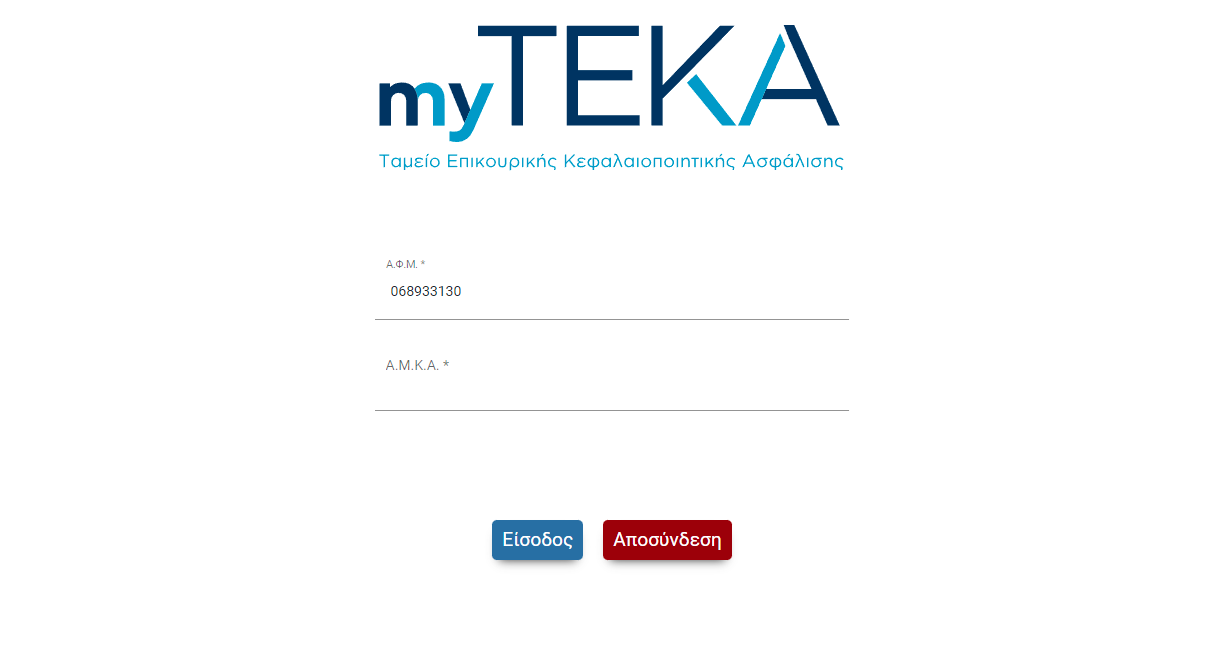 myTEKA
Ταμείο Επικουρικής Κεφαλαιοποιητικής Ασφάλισης
Α.Φ.Μ. *
068933130
Α.Μ.Κ.Α. *
Είσοδος Αποσύνδεση